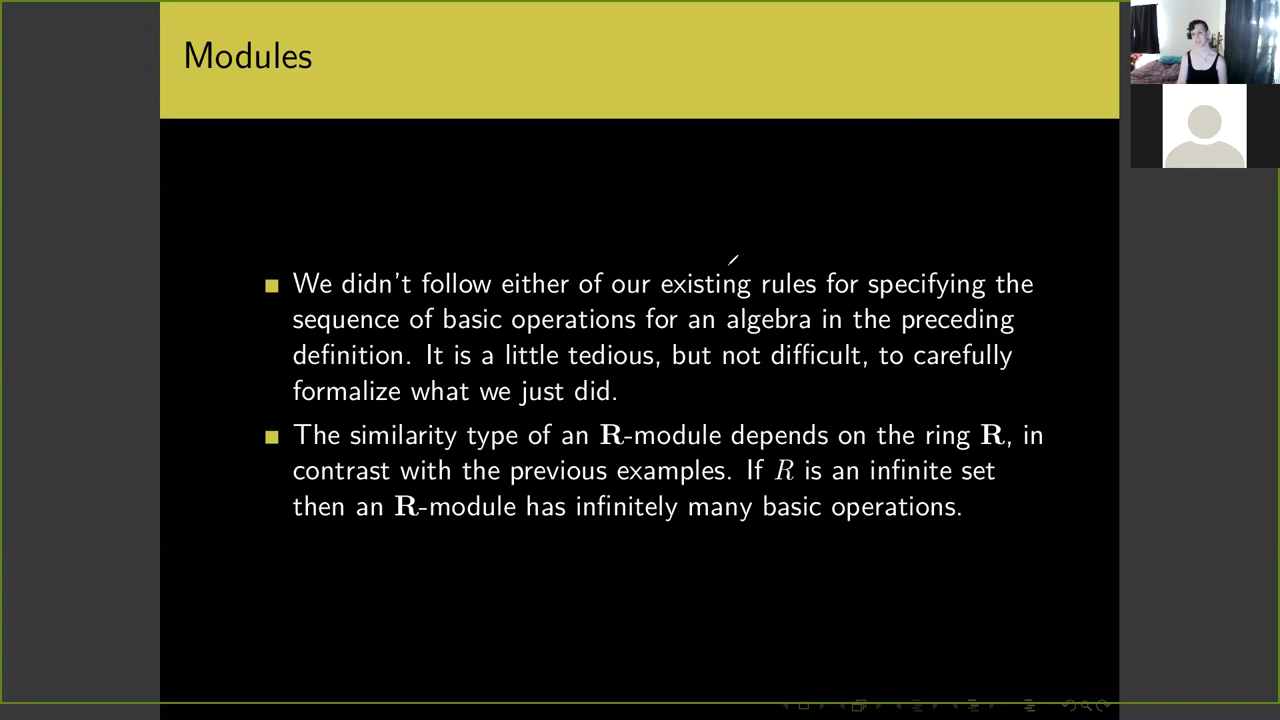 Modules
■ We didn't follow either of our existing rules for specifying the
sequence of basic operations for an algebra in the preceding
definition. It is a little tedious, but not difficult, to carefully
formalize what we just did.
■ The similarity type of an R-module depends on the ring R, in
contrast with the previous examples. If R is an infinite set
then an R-module has infinitely many basic operations.